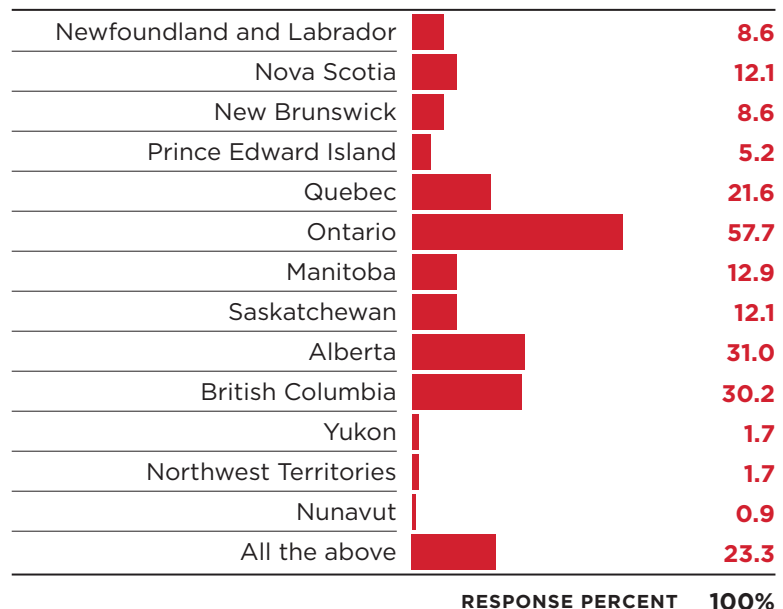 Newfoundland and Labrador 8.6
Nova Scotia 12.1
New Brunswick 8.6
Prince Edward Island 5.2
Quebec 21.6
Ontario 57.7
Manitoba 12.9
Saskatchewan 12.1
Alberta 31.0
British Columbia 30.2
Yukon 1.7
Northwest Territories 1.7
Nunavut 0.9
All the above 23.3
RESPONSE PERCENT 100%